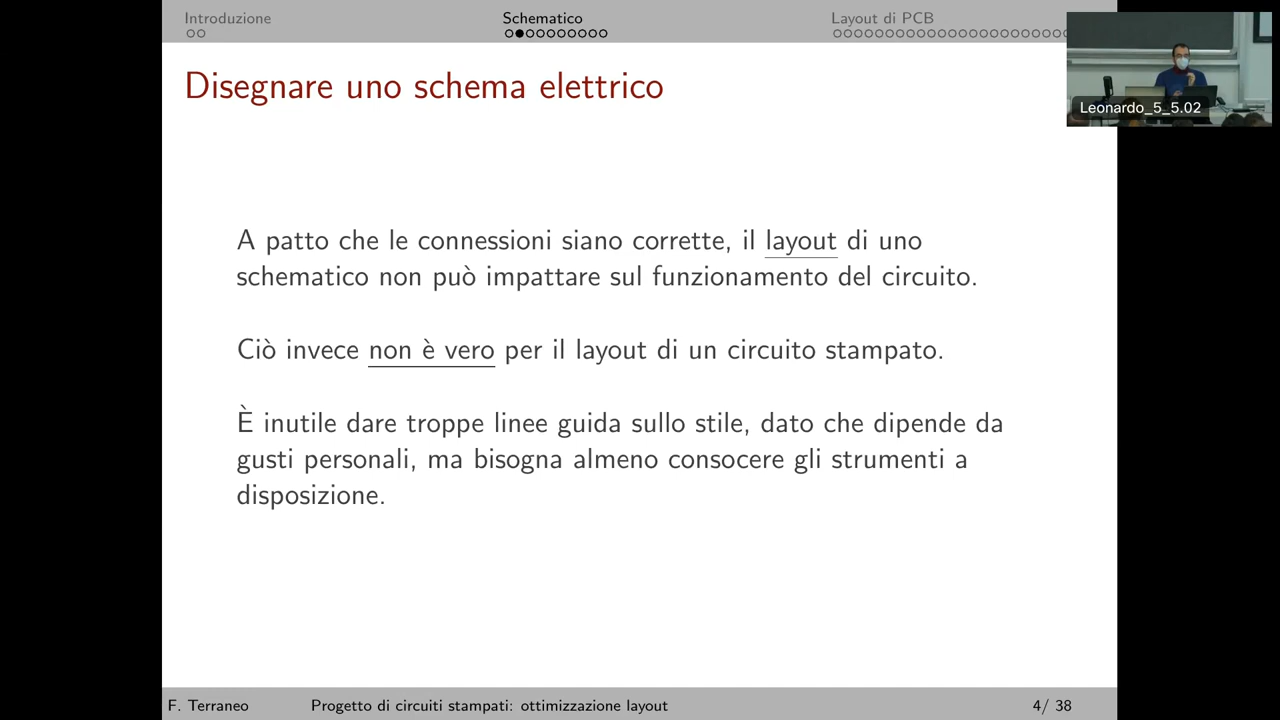 Introduzione
Schematico
Layout di PCB
Leonardo_5_5.02
Disegnare uno schema elettrico
A patto che le connessioni siano corrette, il layout di uno
schematico non può impattare sul funzionamento del circuito.
Ciò invece non è vero per il layout di un circuito stampato.
È inutile dare troppe linee guida sullo stile, dato che dipende da
gusti personali, ma bisogna almeno consocere gli strumenti a
disposizione.
F. Terraneo
Progetto di circuiti stampati: ottimizzazione layout
4/ 38